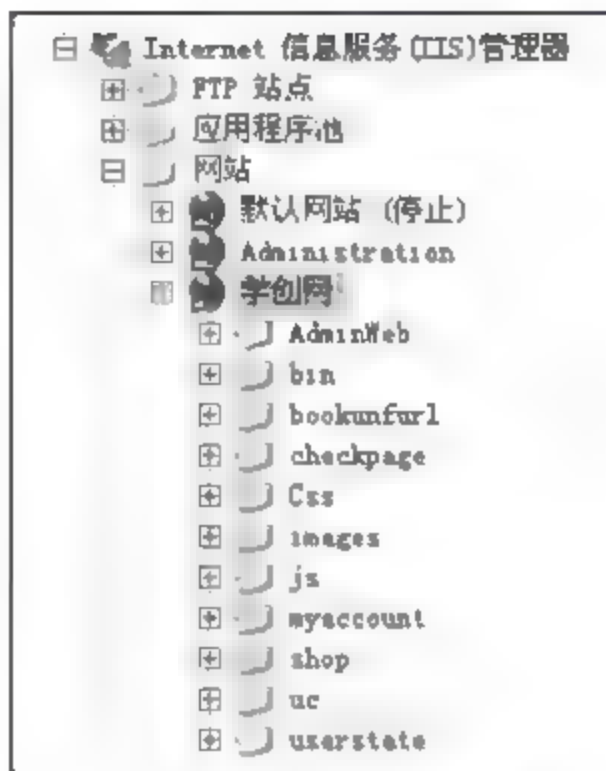 Internet 信息服务(IIS)管理器
FTP 站点
应用程序池
网站
默认网站 (停止)
Administration
学创网
AdminWeb
bin
bookunfurl
checkpage
Css
images
js
myaccount
shop
uc
userstate